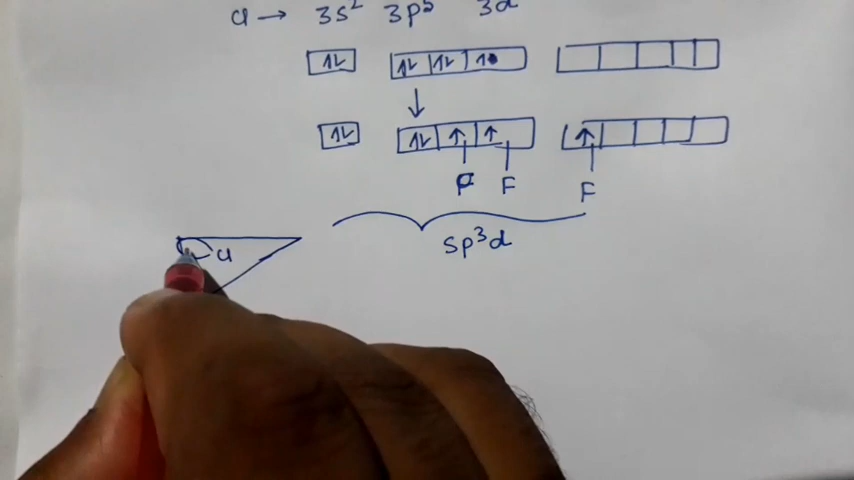 Cl → 3s² 3p⁵ 3d
↑↓ ↑↓ ↑↓ ↑
↓
↑↓ ↑↓ ↑ ↑ ↑
F F F
sp³d
Cl